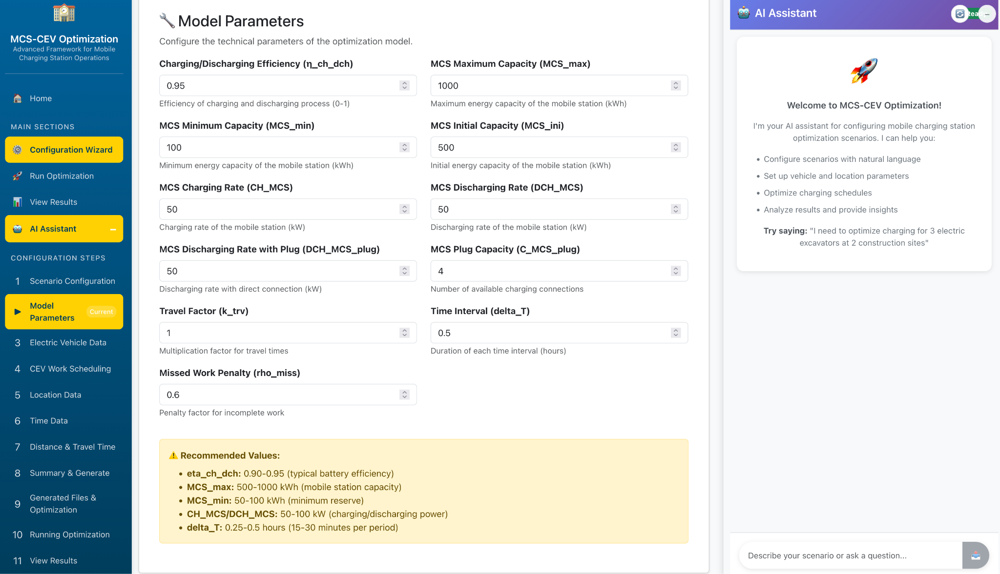 MCS-CEV Optimization
Advanced Framework for Mobile
Charging Station Operations
Home
MAIN SECTIONS
Configuration Wizard
Run Optimization
View Results
AI Assistant
CONFIGURATION STEPS
1 Scenario Configuration
Model
Parameters
Current
3 Electric Vehicle Data
4 CEV Work Scheduling
5 Location Data
6 Time Data
7 Distance & Travel Time
8 Summary & Generate
9 Generated Files &
Optimization
10 Running Optimization
11 View Results
Model Parameters
Configure the technical parameters of the optimization model.
Charging/Discharging Efficiency (η_ch_dch)
0.95
Efficiency of charging and discharging process (0-1)
MCS Maximum Capacity (MCS_max)
1000
Maximum energy capacity of the mobile station (kWh)
MCS Minimum Capacity (MCS_min)
100
Minimum energy capacity of the mobile station (kWh)
MCS Initial Capacity (MCS_ini)
500
Initial energy capacity of the mobile station (kWh)
MCS Charging Rate (CH_MCS)
50
Charging rate of the mobile station (kW)
MCS Discharging Rate (DCH_MCS)
50
Discharging rate of the mobile station (kW)
MCS Discharging Rate with Plug (DCH_MCS_plug)
50
Discharging rate with direct connection (kW)
MCS Plug Capacity (C_MCS_plug)
4
Number of available charging connections
Travel Factor (k_trv)
1
Multiplication factor for travel times
Time Interval (delta_T)
0.5
Duration of each time interval (hours)
Missed Work Penalty (rho_miss)
0.6
Penalty factor for incomplete work
Recommended Values:
• eta_ch_dch: 0.90-0.95 (typical battery efficiency)
• MCS_max: 500-1000 kWh (mobile station capacity)
• MCS_min: 50-100 kWh (minimum reserve)
• CH_MCS/DCH_MCS: 50-100 kW (charging/discharging power)
• delta_T: 0.25-0.5 hours (15-30 minutes per period)
AI Assistant
Welcome to MCS-CEV Optimization!
I'm your AI assistant for configuring mobile charging station
optimization scenarios. I can help you:
• Configure scenarios with natural language
• Set up vehicle and location parameters
• Optimize charging schedules
• Analyze results and provide insights
Try saying: "I need to optimize charging for 3 electric
excavators at 2 construction sites"
Describe your scenario or ask a question...